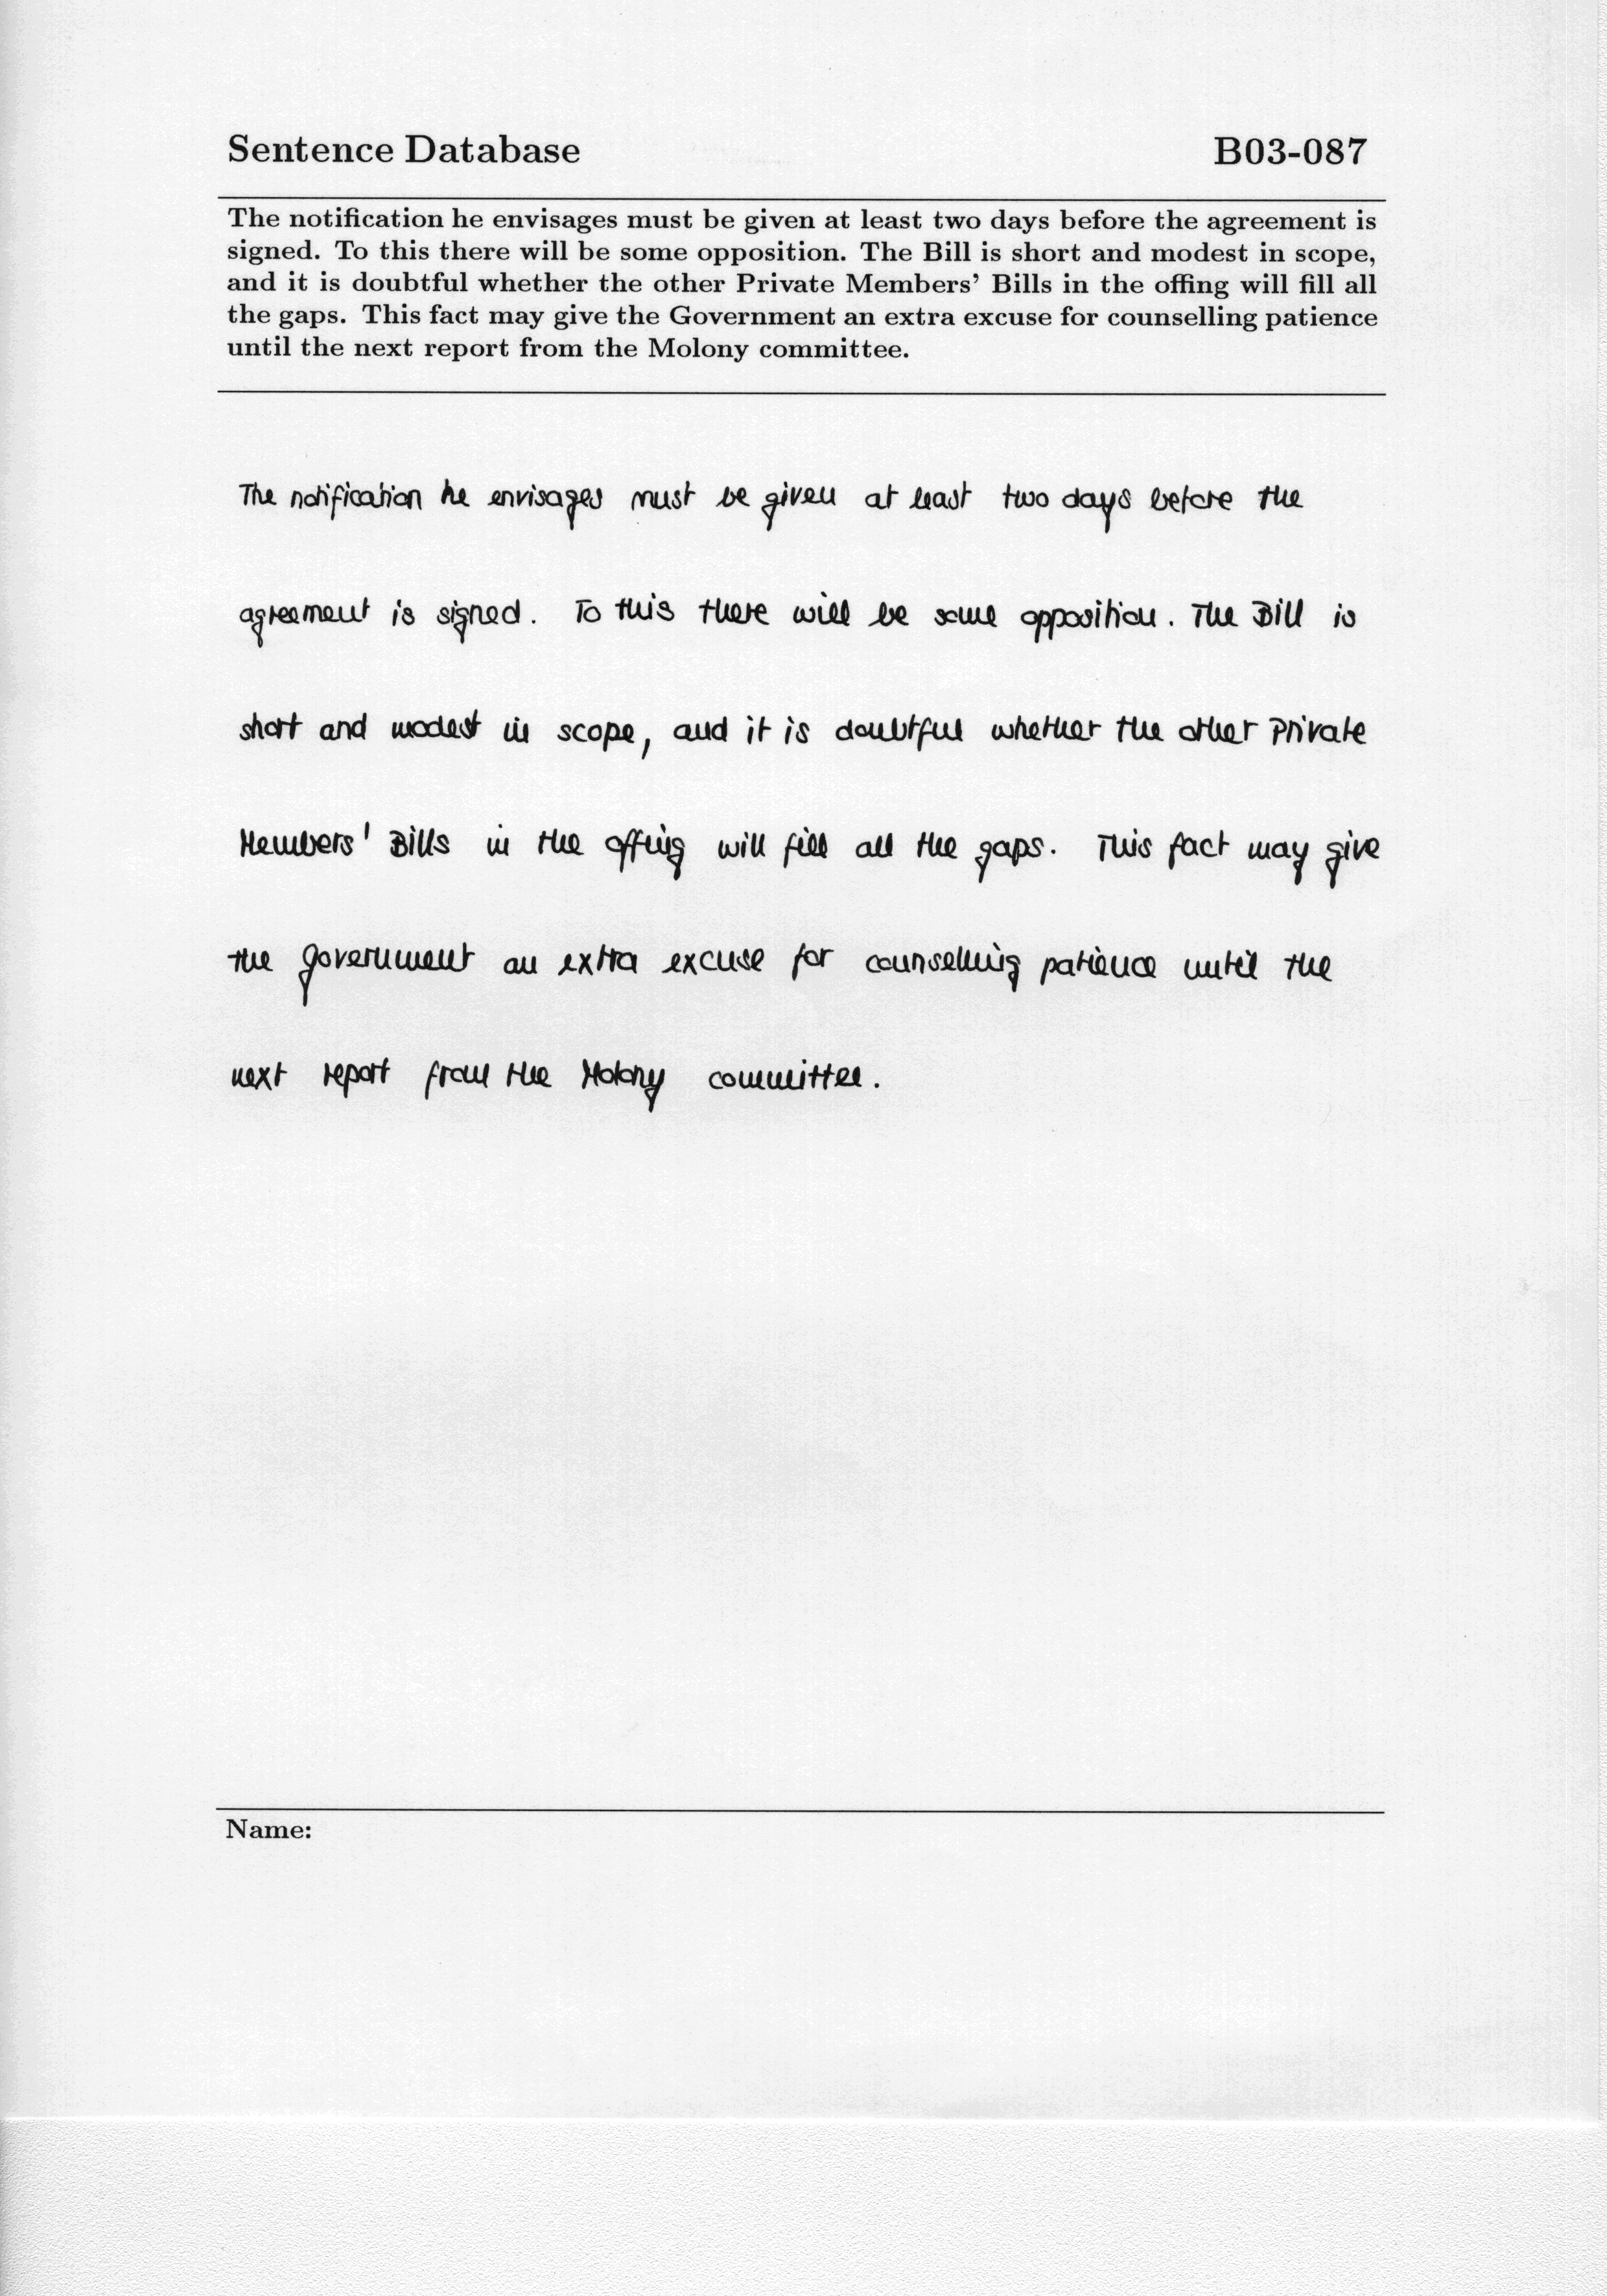 Sentence Database B03-087
The notification he envisages must be given at least two days before the agreement is
signed. To this there will be some opposition. The Bill is short and modest in scope,
and it is doubtful whether the other Private Members' Bills in the offing will fill all
the gaps. This fact may give the Government an extra excuse for counselling patience
until the next report from the Molony committee.
The notification he envisages must be given at least two days before the
agreement is signed. To this there will be some opposition. The Bill is
short and modest in scope, and it is doubtful whether the other Private
Members' Bills in the offing will fill all the gaps. This fact may give
the government an extra excuse for counselling patience until the
next report from the Molony committee.
Name: